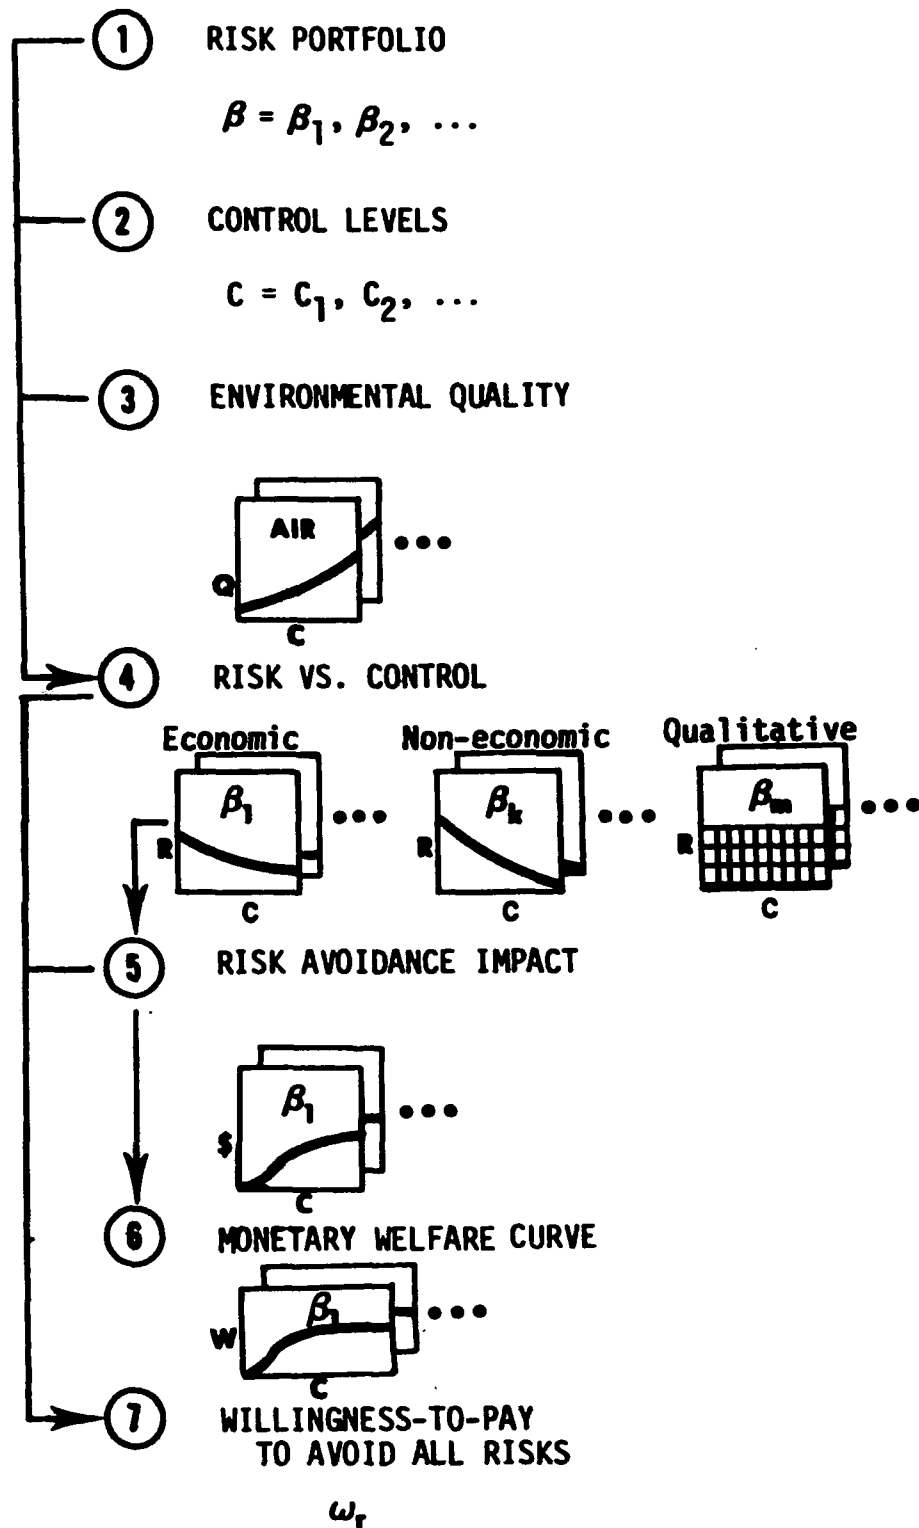 1 RISK PORTFOLIO
β = β1, β2, ...
2 CONTROL LEVELS
C = C1, C2, ...
3 ENVIRONMENTAL QUALITY
AIR
Q
C
4 RISK VS. CONTROL
Economic Non-economic Qualitative
β1 βk βm
R R R
C C C
5 RISK AVOIDANCE IMPACT
β1
$
C
6 MONETARY WELFARE CURVE
β1
W
C
7 WILLINGNESS-TO-PAY
TO AVOID ALL RISKS
ωr